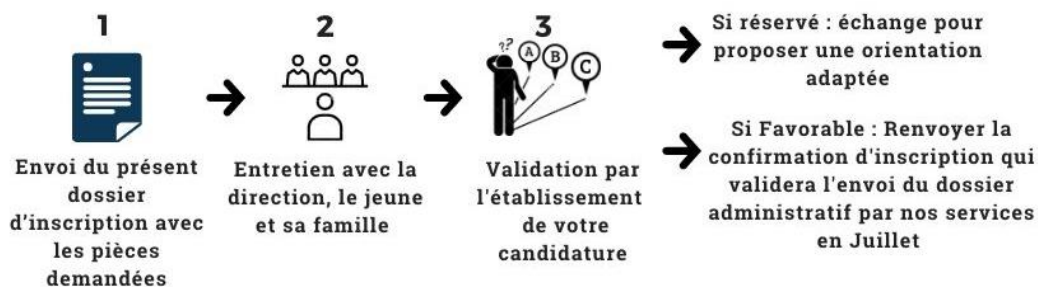 1
Envoi du présent
dossier
d'inscription avec
les pièces
demandées
2
Entretien avec la
direction, le jeune
et sa famille
3
??
A
B
C
Validation par
l'établissement
de votre
candidature
Si réservé : échange pour
proposer une orientation
adaptée
Si Favorable : Renvoyer la
confirmation d'inscription qui
validera l'envoi du dossier
administratif par nos services
en Juillet